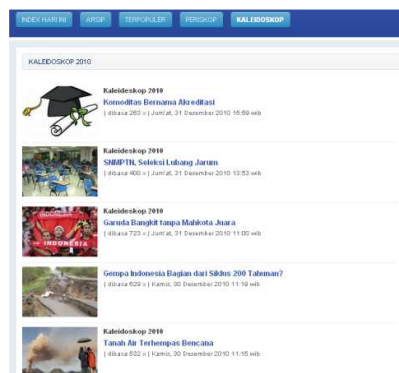 INDEX HARI INI
ARSIP
TERPOPULER
PERISKOP
KALEIDOSKOP
KALEIDOSKOP 2010
Kaleideskop 2010
Komoditas Bernama Akreditasi
| dibaca 263 x | Jum'at, 31 Desember 2010 16:59 wib
Kaleideskop 2010
SNMPTN, Seleksi Lubang Jarum
| dibaca 400 x | Jum'at, 31 Desember 2010 13:53 wib
Kaleidoskop 2010
Garuda Bangkit tanpa Mahkota Juara
| dibaca 723 x | Jum'at, 31 Desember 2010 11:00 wib
INDONESIA
Gempa Indonesia Bagian dari Siklus 200 Tahunan?
| dibaca 629 x | Kamis, 30 Desember 2010 11:19 wib
Kaleidoskop 2010
Tanah Air Terhempas Bencana
| dibaca 532 x | Kamis, 30 Desember 2010 11:15 wib